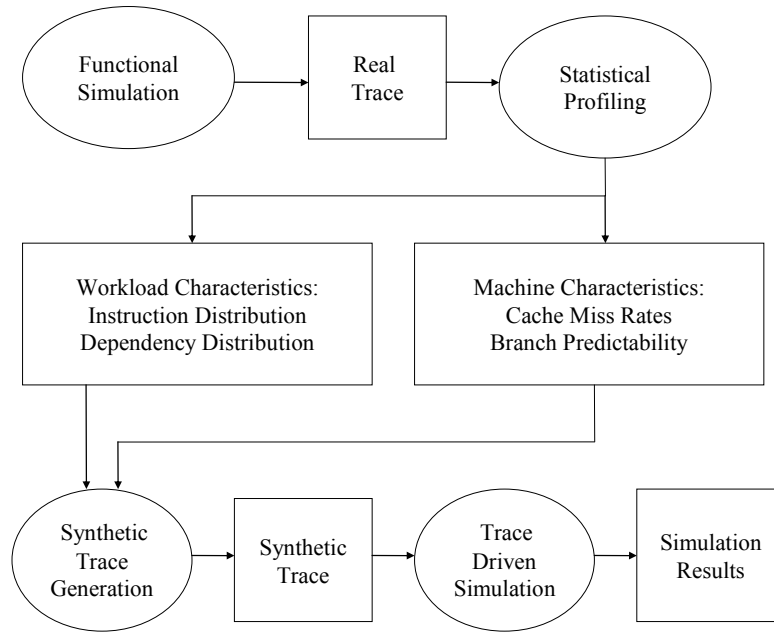 Functional
Simulation
Real
Trace
Statistical
Profiling
Workload Characteristics:
Instruction Distribution
Dependency Distribution
Machine Characteristics:
Cache Miss Rates
Branch Predictability
Synthetic
Trace
Generation
Synthetic
Trace
Trace
Driven
Simulation
Simulation
Results